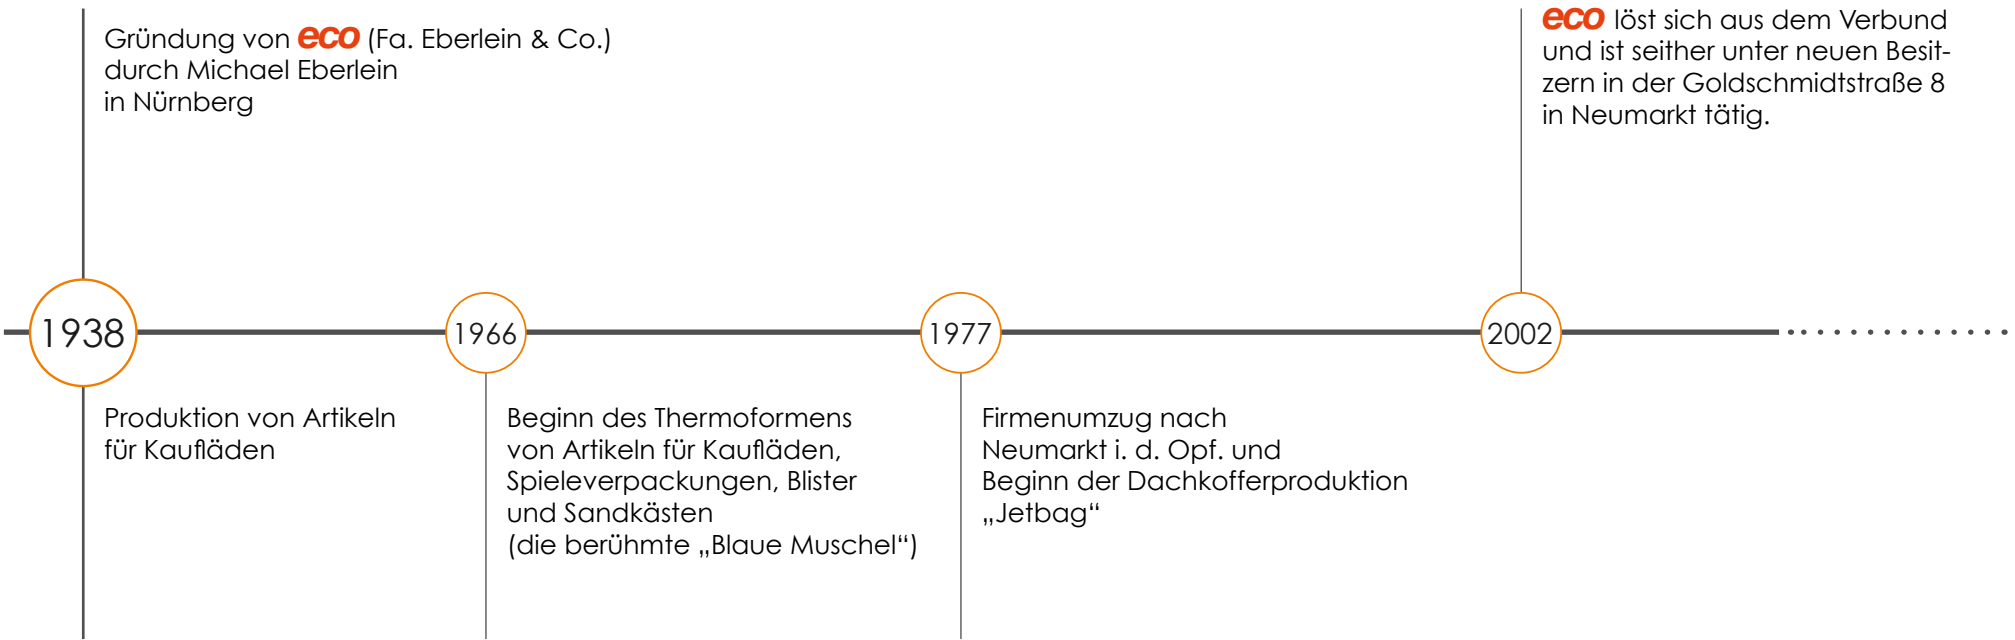 Gründung von eco (Fa. Eberlein & Co.)
durch Michael Eberlein
in Nürnberg
eco löst sich aus dem Verbund
und ist seither unter neuen Besit-
zern in der Goldschmidtstraße 8
in Neumarkt tätig.
1938
1966
1977
2002
Produktion von Artikeln
für Kaufläden
Beginn des Thermoformens
von Artikeln für Kaufläden,
Spieleverpackungen, Blister
und Sandkästen
(die berühmte „Blaue Muschel“)
Firmenumzug nach
Neumarkt i. d. Opf. und
Beginn der Dachkofferproduktion
„Jetbag“